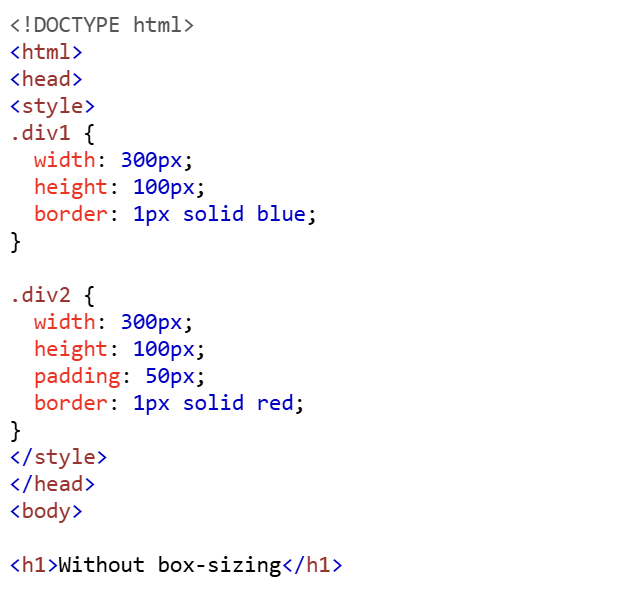 <!DOCTYPE html>
<html>
<head>
<style>
.div1 {
  width: 300px;
  height: 100px;
  border: 1px solid blue;
}

.div2 {
  width: 300px;
  height: 100px;
  padding: 50px;
  border: 1px solid red;
}
</style>
</head>
<body>

<h1>Without box-sizing</h1>